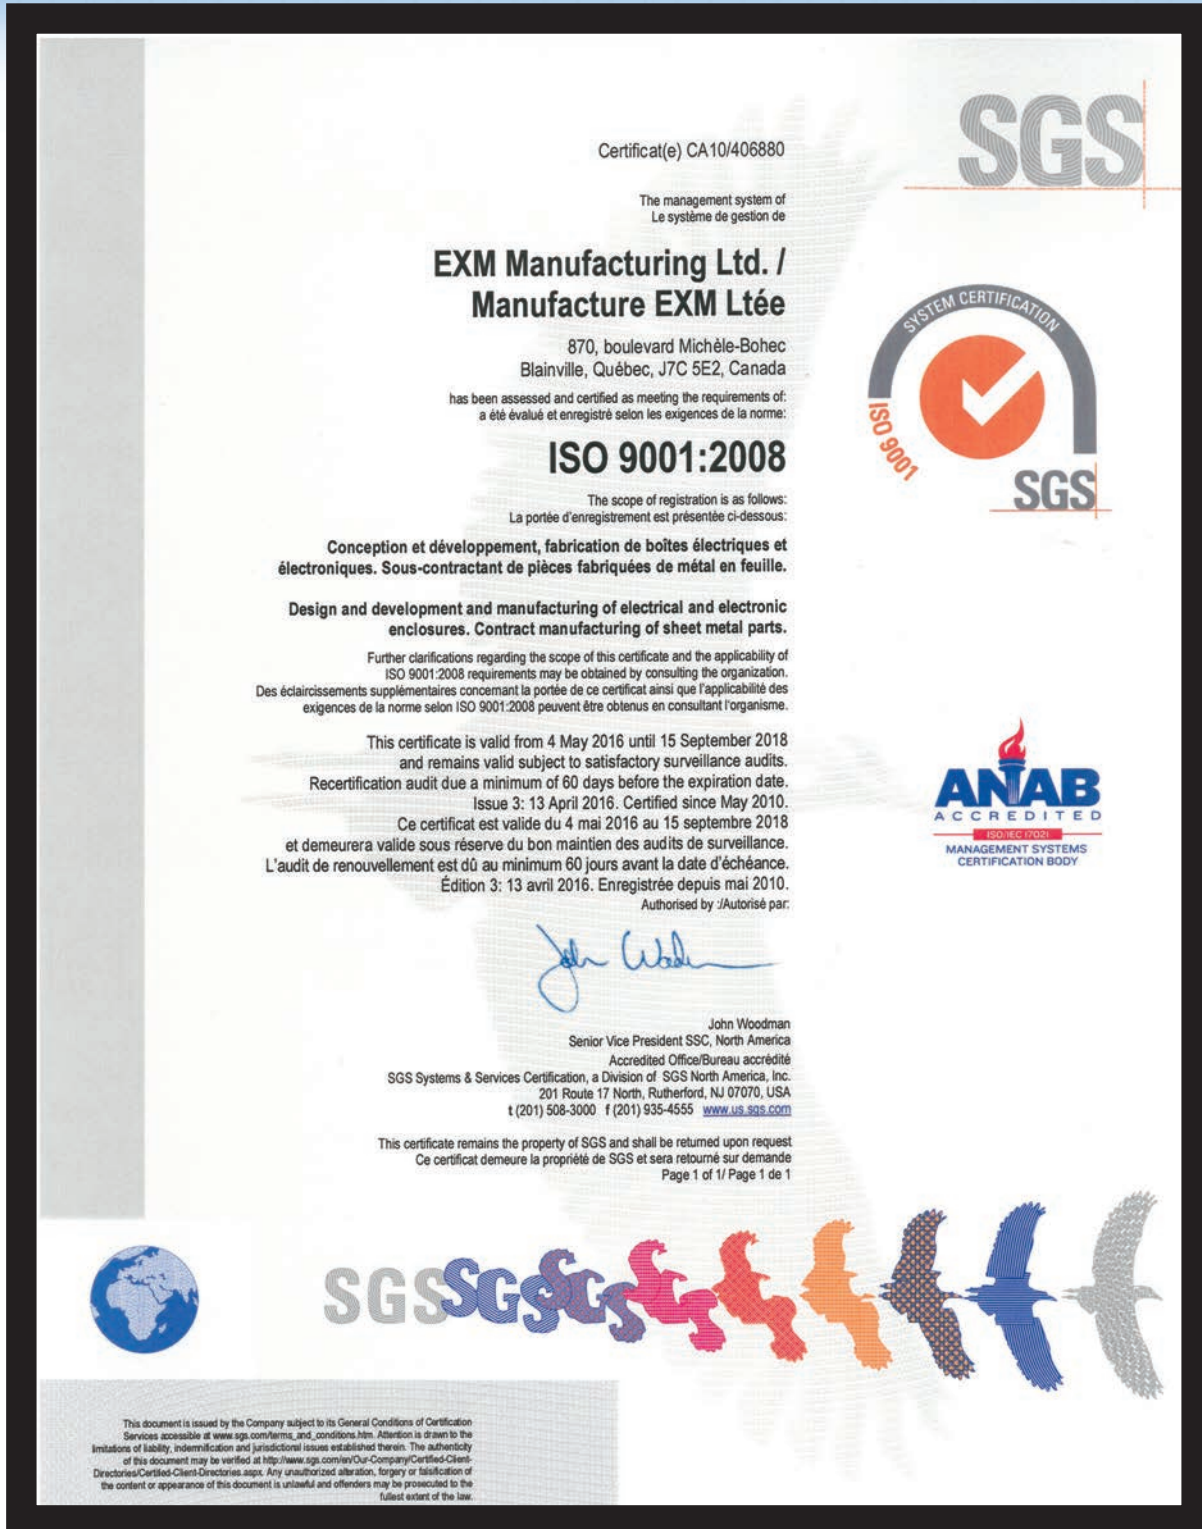 SGS
Certificat(e) CA10/406880
The management system of
Le système de gestion de
EXM Manufacturing Ltd. /
Manufacture EXM Ltée
870, boulevard Michèle-Bohec
Blainville, Québec, J7C 5E2, Canada
has been assessed and certified as meeting the requirements of:
a été évalué et enregistré selon les exigences de la norme:
ISO 9001:2008
SYSTEM CERTIFICATION
ISO 9001
SGS
The scope of registration is as follows:
La portée d'enregistrement est présentée ci-dessous:
Conception et développement, fabrication de boîtes électriques et
électroniques. Sous-contractant de pièces fabriquées de métal en feuille.
Design and development and manufacturing of electrical and electronic
enclosures. Contract manufacturing of sheet metal parts.
Further clarifications regarding the scope of this certificate and the applicability of
ISO 9001:2008 requirements may be obtained by consulting the organization.
Des éclaircissements supplémentaires concernant la portée de ce certificat ainsi que l'applicabilité des
exigences de la norme selon ISO 9001:2008 peuvent être obtenus en consultant l'organisme.
This certificate is valid from 4 May 2016 until 15 September 2018
and remains valid subject to satisfactory surveillance audits.
Recertification audit due a minimum of 60 days before the expiration date.
Issue 3: 13 April 2016. Certified since May 2010.
Ce certificat est valide du 4 mai 2016 au 15 septembre 2018
et demeurera valide sous réserve du bon maintien des audits de surveillance.
L'audit de renouvellement est dû au minimum 60 jours avant la date d'échéance.
Édition 3: 13 avril 2016. Enregistrée depuis mai 2010.
Authorised by :/Autorisé par:
ANAB
ACCREDITED
ISO/IEC 17021
MANAGEMENT SYSTEMS
CERTIFICATION BODY
John Woodman
Senior Vice President SSC, North America
Accredited Office/Bureau accrédité
SGS Systems & Services Certification, a Division of SGS North America, Inc.
201 Route 17 North, Rutherford, NJ 07070, USA
t (201) 508-3000 f (201) 935-4555 www.us.sgs.com
This certificate remains the property of SGS and shall be returned upon request
Ce certificat demeure la propriété de SGS et sera retourné sur demande
Page 1 of 1/ Page 1 de 1
SGS SGS SGS
This document is issued by the Company subject to its General Conditions of Certification
Services accessible at www.sgs.com/terms_and_conditions.htm. Attention is drawn to the
limitations of liability, indemnification and jurisdictional issues established therein. The authenticity
of this document may be verified at http://www.sgs.com/en/Our-Company/Certified-Client-
Directories/Certified-Client-Directories.aspx. Any unauthorized alteration, forgery or falsification of
the content or appearance of this document is unlawful and offenders may be prosecuted to the
fullest extent of the law.